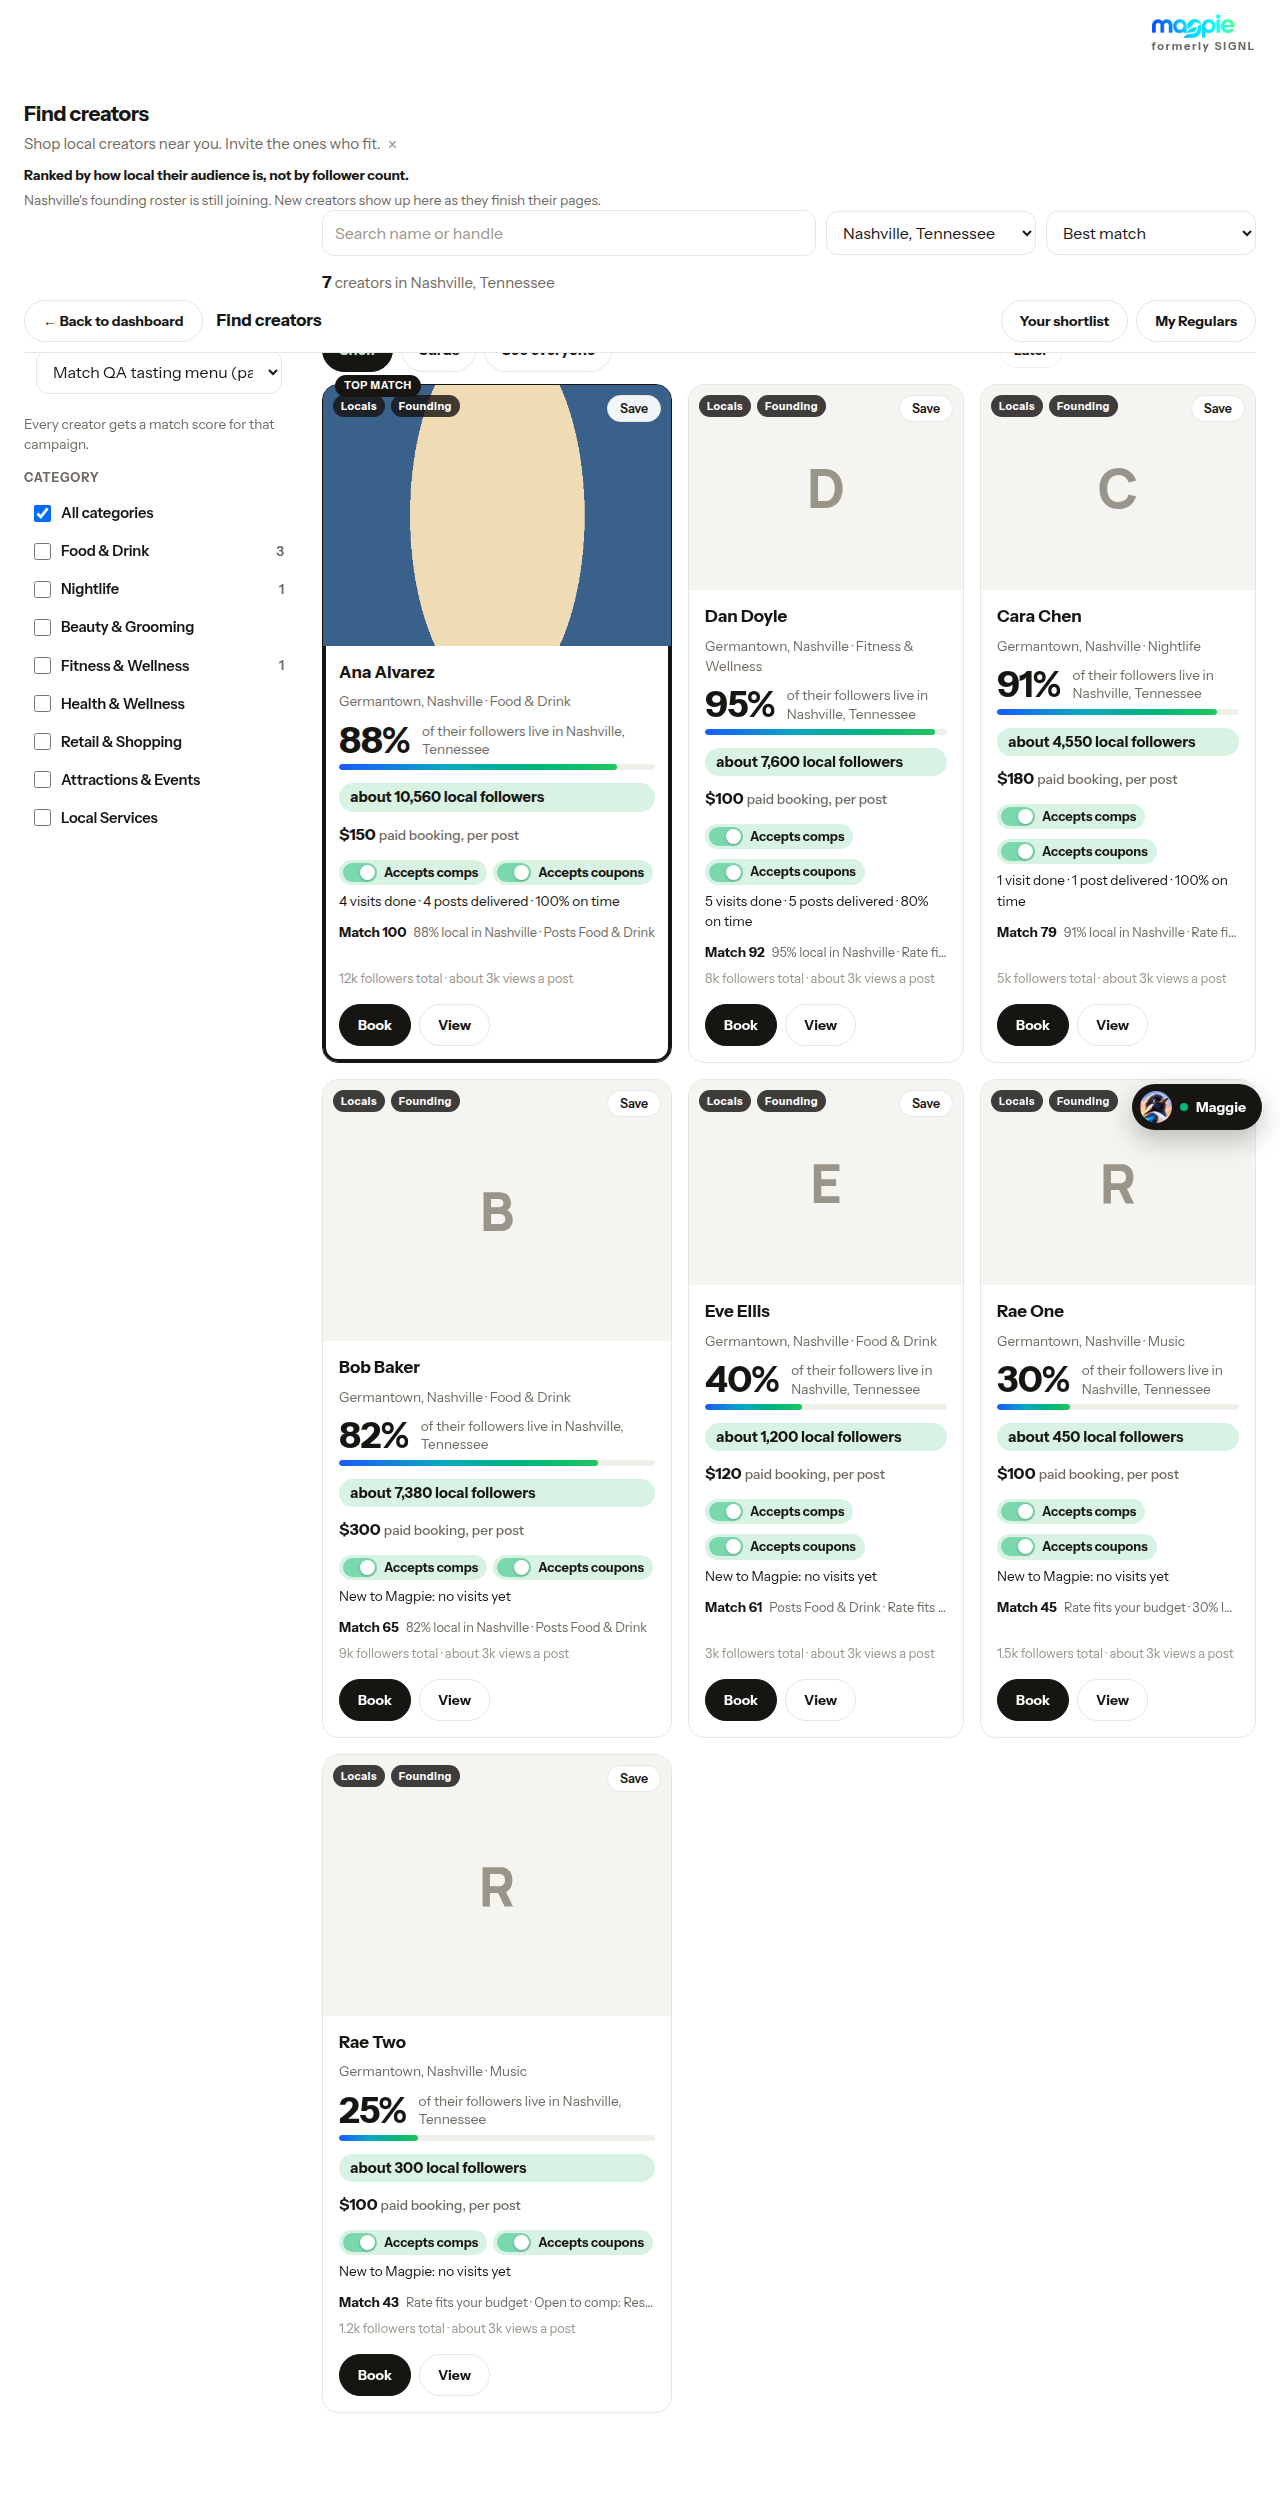 magpie
formerly SIGNL
Find creators
Shop local creators near you. Invite the ones who fit. ×
Ranked by how local their audience is, not by follower count.
Nashville's founding roster is still joining. New creators show up here as they finish their pages.
Search name or handle
Nashville, Tennessee
Best match
7 creators in Nashville, Tennessee
← Back to dashboard
Find creators
Your shortlist
My Regulars
Match QA tasting menu (pa
Every creator gets a match score for that
campaign.
CATEGORY
All categories
Food & Drink 3
Nightlife 1
Beauty & Grooming
Fitness & Wellness 1
Health & Wellness
Retail & Shopping
Attractions & Events
Local Services
TOP MATCH
Locals Founding Save
Ana Alvarez
Germantown, Nashville · Food & Drink
88% of their followers live in Nashville,
Tennessee
about 10,560 local followers
$150 paid booking, per post
Accepts comps Accepts coupons
4 visits done · 4 posts delivered · 100% on time
Match 100 88% local in Nashville · Posts Food & Drink
12k followers total · about 3k views a post
Book View
Locals Founding Save
D
Dan Doyle
Germantown, Nashville · Fitness &
Wellness
95% of their followers live in
Nashville, Tennessee
about 7,600 local followers
$100 paid booking, per post
Accepts comps
Accepts coupons
5 visits done · 5 posts delivered · 80%
on time
Match 92 95% local in Nashville · Rate fi...
8k followers total · about 3k views a post
Book View
Locals Founding Save
C
Cara Chen
Germantown, Nashville · Nightlife
91% of their followers live in
Nashville, Tennessee
about 4,550 local followers
$180 paid booking, per post
Accepts comps
Accepts coupons
1 visit done · 1 post delivered · 100% on
time
Match 79 91% local in Nashville · Rate fi...
5k followers total · about 3k views a post
Book View
Locals Founding Save
B
Bob Baker
Germantown, Nashville · Food & Drink
82% of their followers live in Nashville,
Tennessee
about 7,380 local followers
$300 paid booking, per post
Accepts comps Accepts coupons
New to Magpie: no visits yet
Match 65 82% local in Nashville · Posts Food & Drink
9k followers total · about 3k views a post
Book View
Locals Founding Save
E
Eve Ellis
Germantown, Nashville · Food & Drink
40% of their followers live in
Nashville, Tennessee
about 1,200 local followers
$120 paid booking, per post
Accepts comps
Accepts coupons
New to Magpie: no visits yet
Match 61 Posts Food & Drink · Rate fits ...
3k followers total · about 3k views a post
Book View
Locals Founding
Maggie
R
Rae One
Germantown, Nashville · Music
30% of their followers live in
Nashville, Tennessee
about 450 local followers
$100 paid booking, per post
Accepts comps
Accepts coupons
New to Magpie: no visits yet
Match 45 Rate fits your budget · 30% l...
1.5k followers total · about 3k views a post
Book View
Locals Founding Save
R
Rae Two
Germantown, Nashville · Music
25% of their followers live in Nashville,
Tennessee
about 300 local followers
$100 paid booking, per post
Accepts comps Accepts coupons
New to Magpie: no visits yet
Match 43 Rate fits your budget · Open to comp: Res...
1.2k followers total · about 3k views a post
Book View